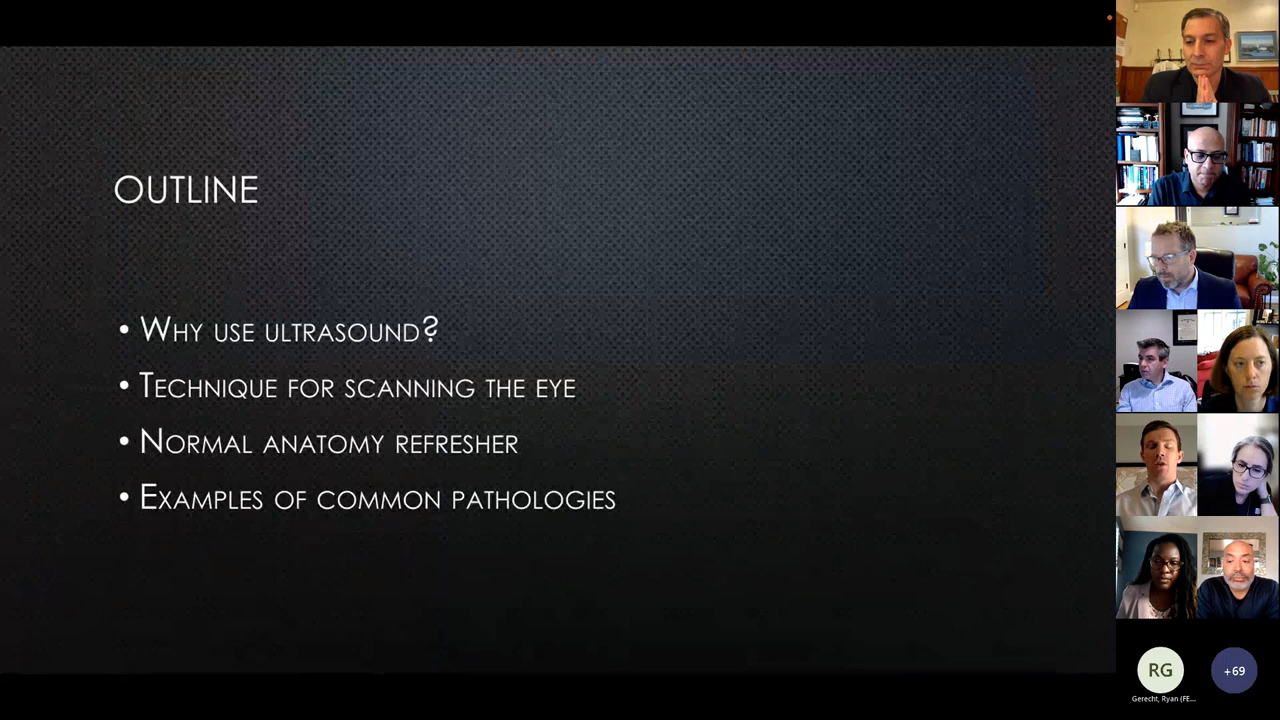 OUTLINE
• WHY USE ULTRASOUND?
• TECHNIQUE FOR SCANNING THE EYE
• NORMAL ANATOMY REFRESHER
• EXAMPLES OF COMMON PATHOLOGIES
RG
+69
Gerecht, Ryan (FE...